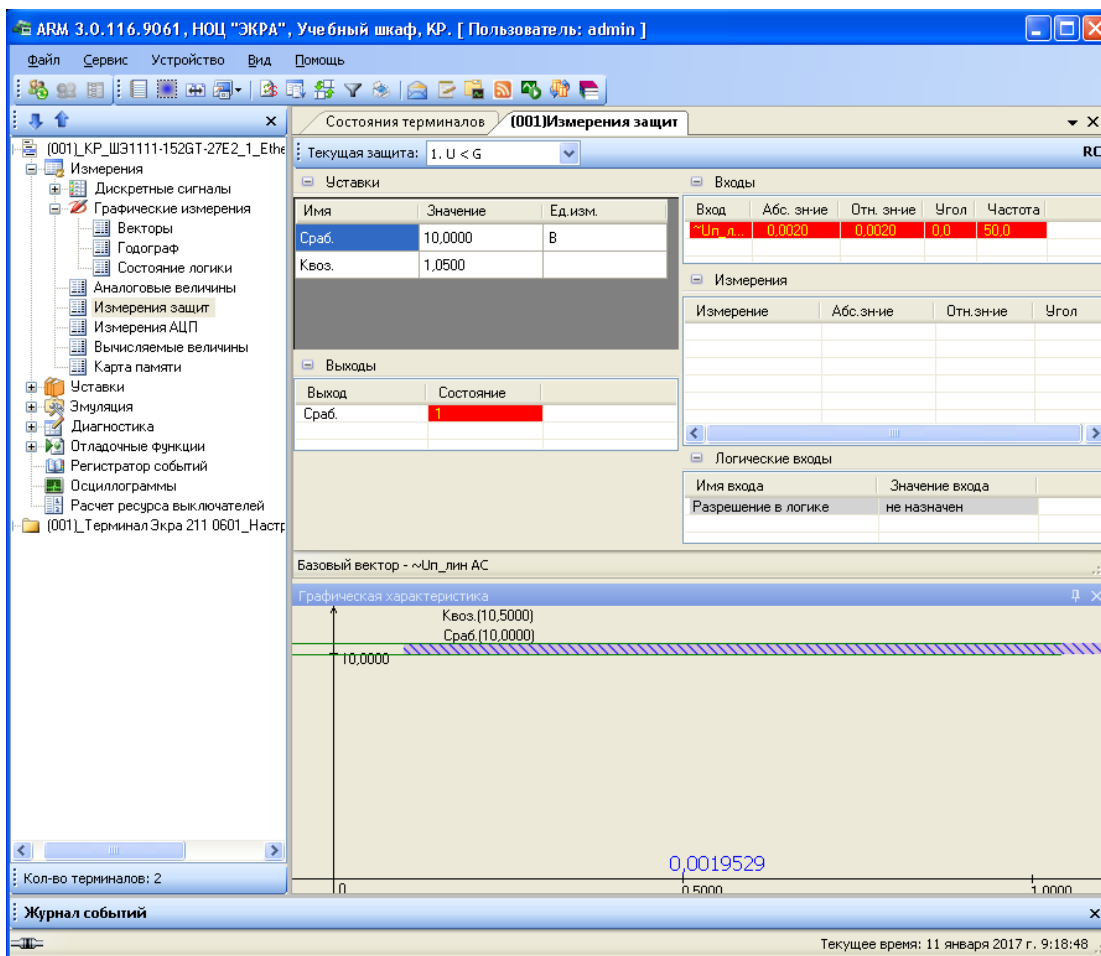 ARM 3.0.116.9061, НОЦ "ЭКРА", Учебный шкаф, КР. [ Пользователь: admin ]
Файл Сервис Устройство Вид Помощь
(001)_КР_ШЭ1111-152GT-27E2_1_Ethe
Измерения
Дискретные сигналы
Графические измерения
Векторы
Годограф
Состояние логики
Аналоговые величины
Измерения защит
Измерения АЦП
Вычисляемые величины
Карта памяти
Уставки
Эмуляция
Диагностика
Отладочные функции
Регистратор событий
Осциллограммы
Расчет ресурса выключателей
(001)_Терминал Экра 211 0601_Настр
Кол-во терминалов: 2
Состояния терминалов (001)Измерения защит
Текущая защита: 1. U < G RC
Уставки
Имя Значение Ед.изм.
Сраб. 10,0000 В
Квоз. 1,0500
Выходы
Выход Состояние
Сраб. 1
Входы
Вход Абс. зн-ие Отн. зн-ие Угол Частота
~Uп_л... 0,0020 0,0020 0,0 50,0
Измерения
Измерение Абс.зн-ие Отн.зн-ие Угол
Логические входы
Имя входа Значение входа
Разрешение в логике не назначен
Базовый вектор - ~Uп_лин АС
Графическая характеристика
Квоз.(10,5000)
Сраб.(10,0000)
10,0000
0,0019529
0 0.5000 1.0000
Журнал событий
Текущее время: 11 января 2017 г. 9:18:48